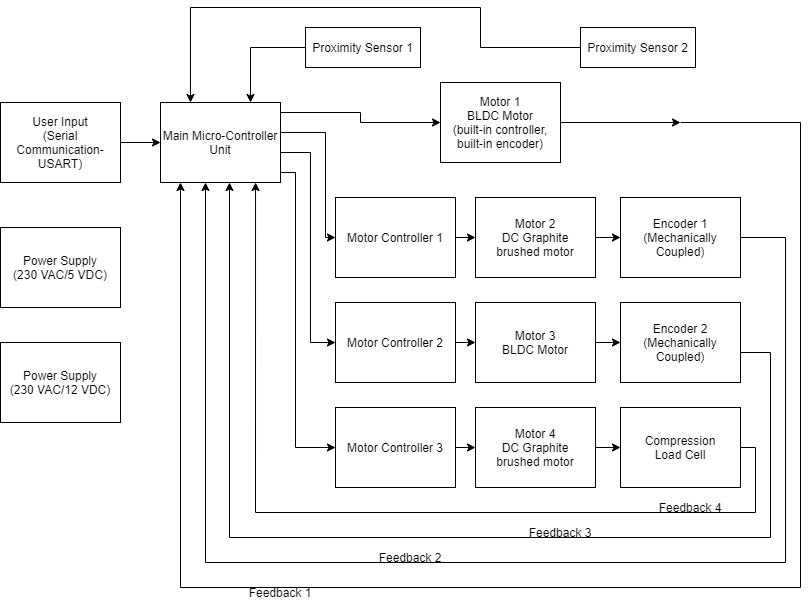 Proximity Sensor 1
Proximity Sensor 2
User Input
(Serial
Communication-
USART)
Main Micro-Controller
Unit
Motor 1
BLDC Motor
(built-in controller,
built-in encoder)
Power Supply
(230 VAC/5 VDC)
Motor Controller 1
Motor 2
DC Graphite
brushed motor
Encoder 1
(Mechanically
Coupled)
Power Supply
(230 VAC/12 VDC)
Motor Controller 2
Motor 3
BLDC Motor
Encoder 2
(Mechanically
Coupled)
Motor Controller 3
Motor 4
DC Graphite
brushed motor
Compression
Load Cell
Feedback 4
Feedback 3
Feedback 2
Feedback 1